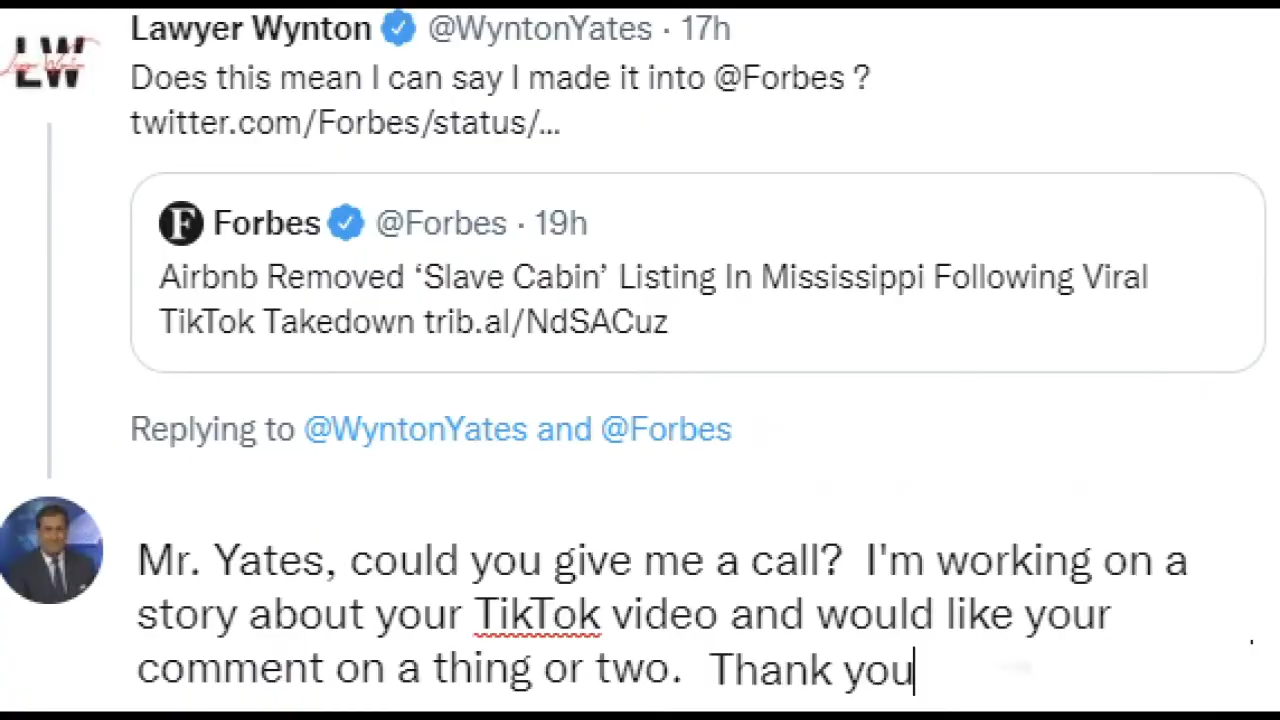 Lawyer Wynton @WyntonYates · 17h
Does this mean I can say I made it into @Forbes ?
twitter.com/Forbes/status/...
Forbes @Forbes · 19h
Airbnb Removed ‘Slave Cabin’ Listing In Mississippi Following Viral
TikTok Takedown trib.al/NdSACuz
Replying to @WyntonYates and @Forbes
Mr. Yates, could you give me a call? I'm working on a
story about your TikTok video and would like your
comment on a thing or two. Thank you